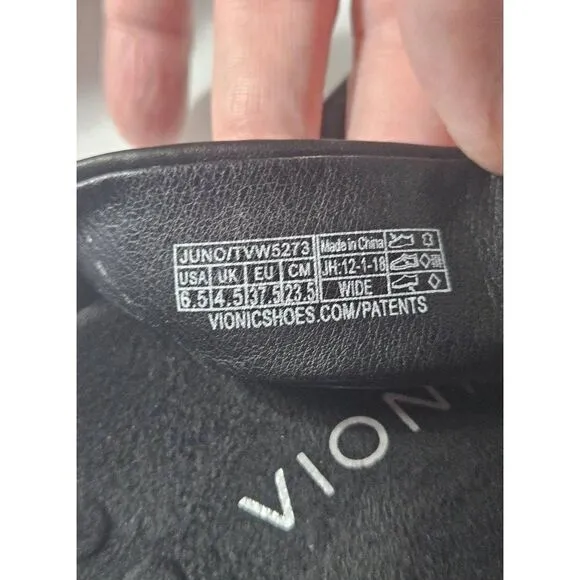 JUNO/TVW5273 Made in China
USA UK EU CM JH:12-1-18
6.5 4.5 37.5 23.5 WIDE
VIONICSHOES.COM/PATENTS
VION